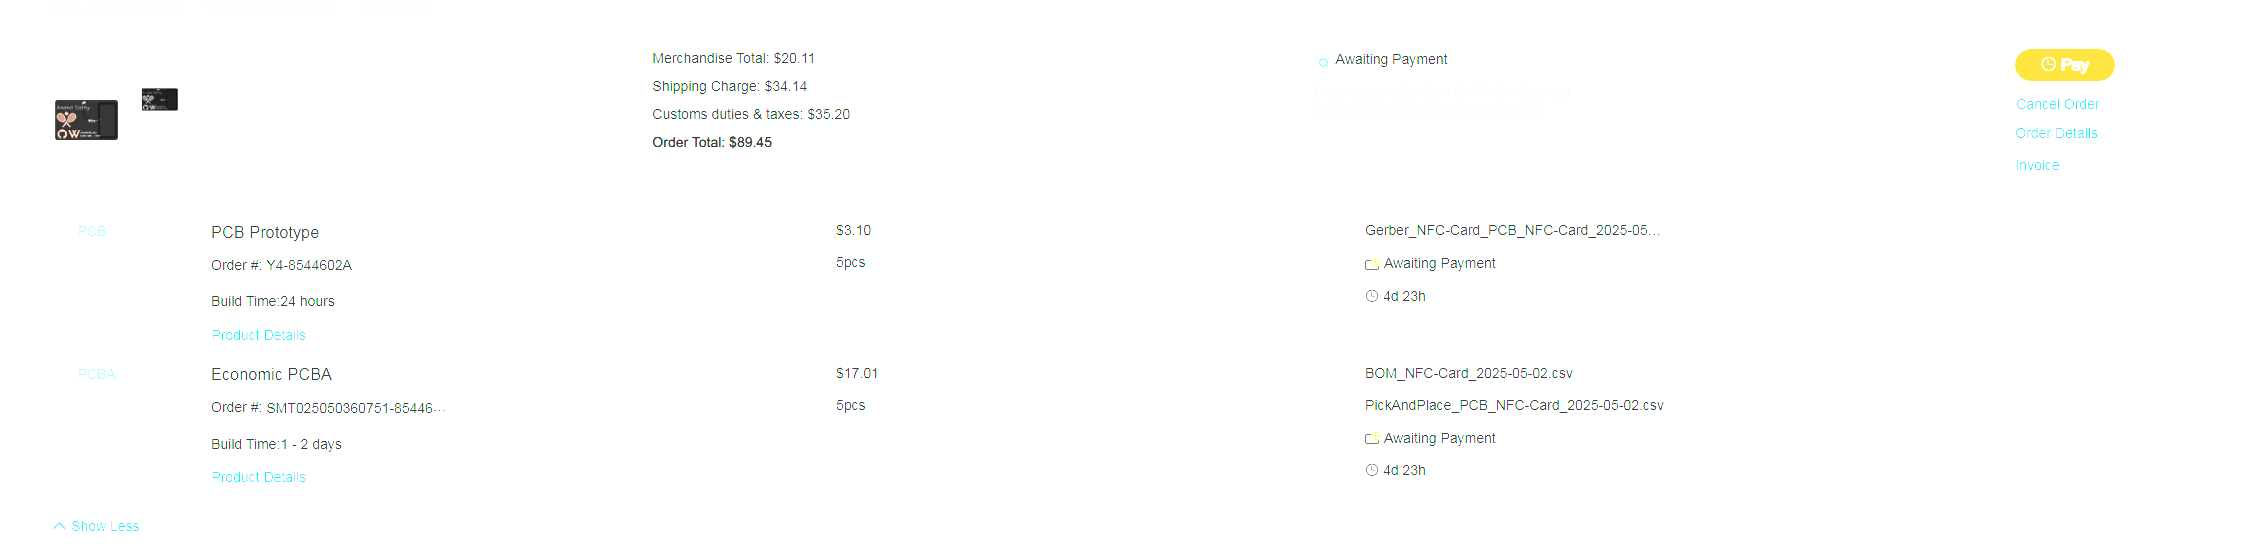 Merchandise Total: $20.11
Shipping Charge: $34.14
Customs duties & taxes: $35.20
Order Total: $89.45
Awaiting Payment
Pay
Cancel Order
Order Details
Invoice
PCB
PCB Prototype
$3.10
Gerber_NFC-Card_PCB_NFC-Card_2025-05...
Order #: Y4-8544602A
5pcs
Awaiting Payment
Build Time:24 hours
4d 23h
Product Details
PCBA
Economic PCBA
$17.01
BOM_NFC-Card_2025-05-02.csv
Order #: SMT025050360751-85446...
5pcs
PickAndPlace_PCB_NFC-Card_2025-05-02.csv
Build Time:1 - 2 days
Awaiting Payment
Product Details
4d 23h
Show Less